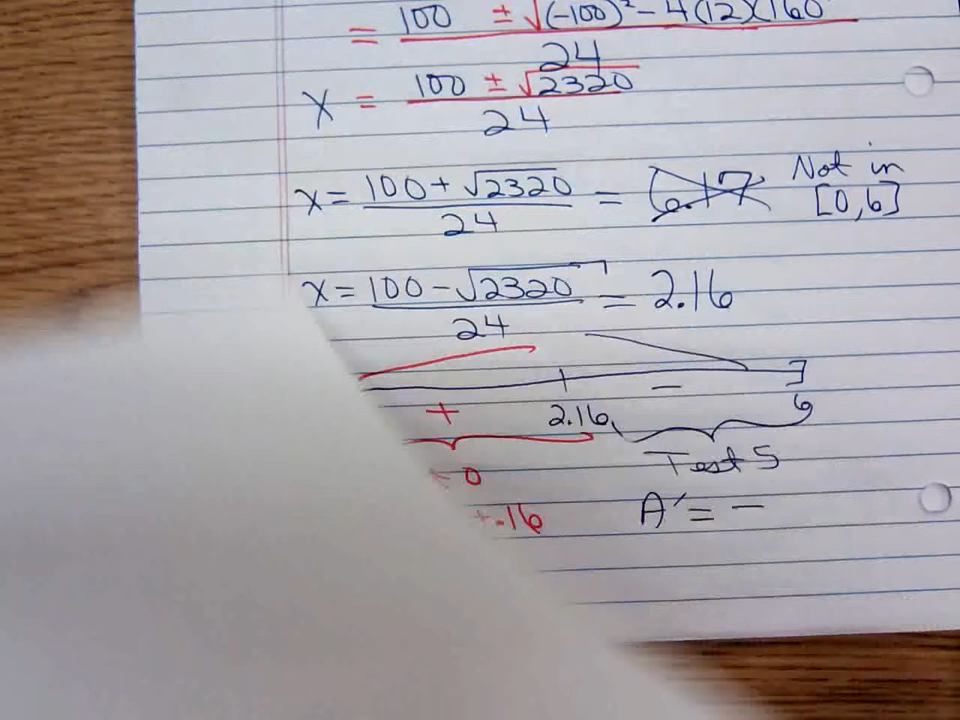 = 100 ± √(-100)² - 4(12)(160
24
x = 100 ± √2320
24
x = 100 + √2320 = 6.17 Not in
24 [0,6]
x = 100 - √2320 = 2.16
24
+ 2.16 - ] 6
0 Test 5
.16 A' = -